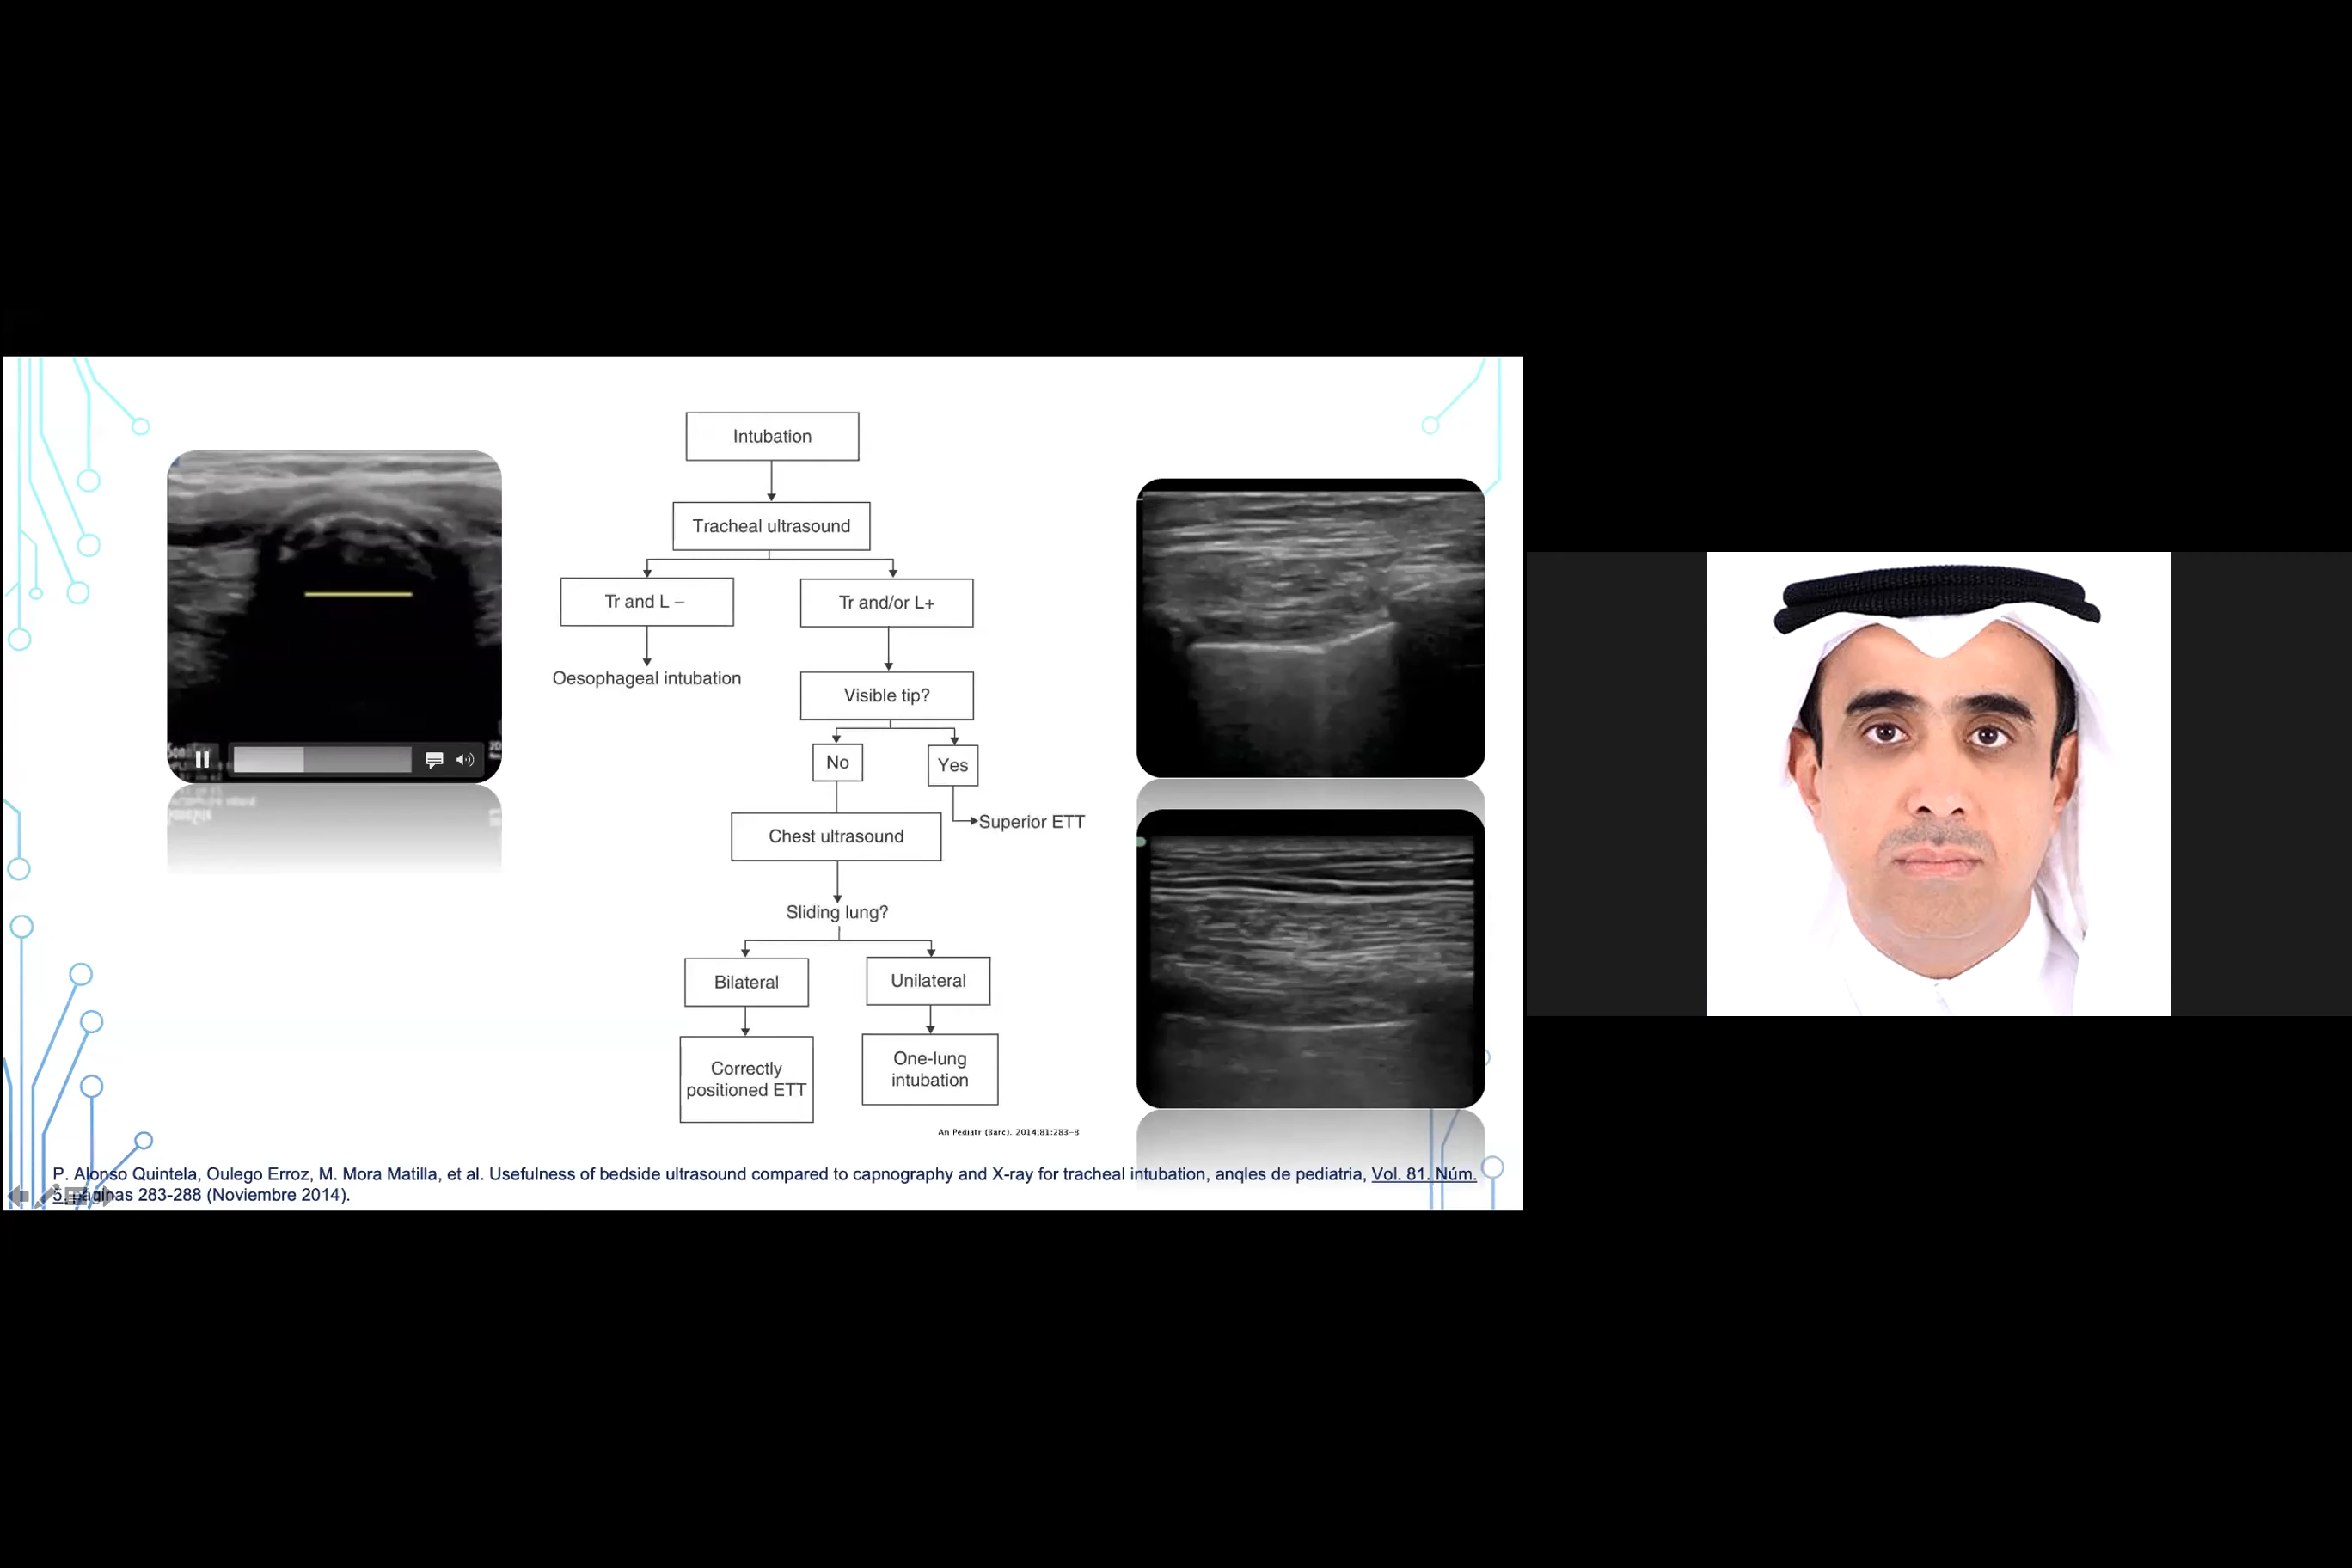 Intubation
Tracheal ultrasound
Tr and L –
Tr and/or L+
Oesophageal intubation
Visible tip?
No
Yes
Superior ETT
Chest ultrasound
Sliding lung?
Bilateral
Unilateral
Correctly
positioned ETT
One-lung
intubation
An Pediatr (Barc). 2014;81:283–8
P. Alonso Quintela, Oulego Erroz, M. Mora Matilla, et al. Usefulness of bedside ultrasound compared to capnography and X-ray for tracheal intubation, anqles de pediatria, Vol. 81. Núm.
5. páginas 283-288 (Noviembre 2014).